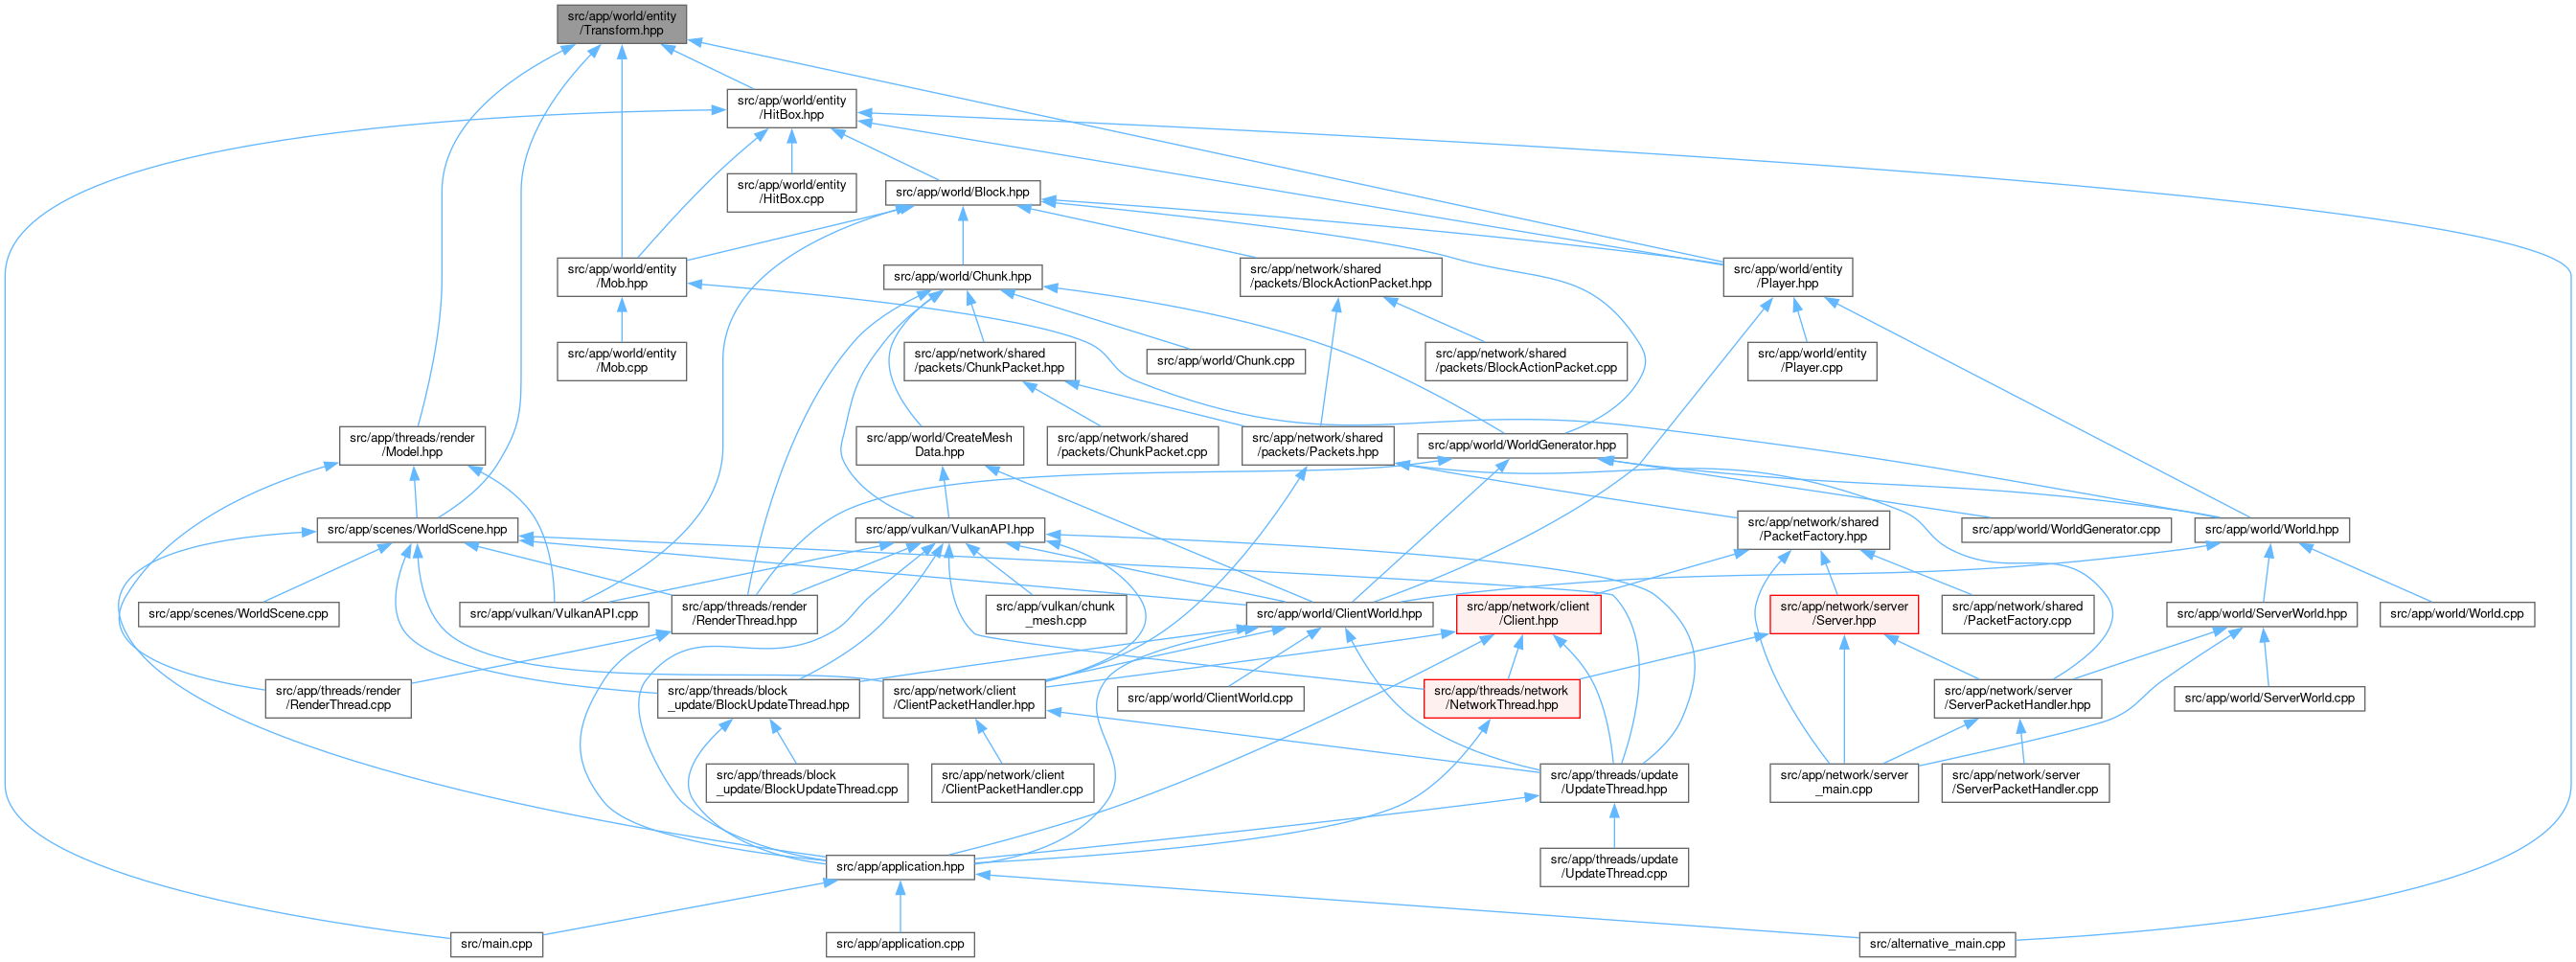 src/app/world/entity
/Transform.hpp
src/app/world/entity
/HitBox.hpp
src/app/world/entity
/HitBox.cpp
src/app/world/Block.hpp
src/app/world/entity
/Mob.hpp
src/app/world/Chunk.hpp
src/app/network/shared
/packets/BlockActionPacket.hpp
src/app/world/entity
/Player.hpp
src/app/world/entity
/Mob.cpp
src/app/network/shared
/packets/ChunkPacket.hpp
src/app/world/Chunk.cpp
src/app/network/shared
/packets/BlockActionPacket.cpp
src/app/world/entity
/Player.cpp
src/app/threads/render
/Model.hpp
src/app/world/CreateMesh
Data.hpp
src/app/network/shared
/packets/ChunkPacket.cpp
src/app/network/shared
/packets/Packets.hpp
src/app/world/WorldGenerator.hpp
src/app/scenes/WorldScene.hpp
src/app/vulkan/VulkanAPI.hpp
src/app/network/shared
/PacketFactory.hpp
src/app/world/WorldGenerator.cpp
src/app/world/World.hpp
src/app/scenes/WorldScene.cpp
src/app/vulkan/VulkanAPI.cpp
src/app/threads/render
/RenderThread.hpp
src/app/vulkan/chunk
_mesh.cpp
src/app/world/ClientWorld.hpp
src/app/network/client
/Client.hpp
src/app/network/server
/Server.hpp
src/app/network/shared
/PacketFactory.cpp
src/app/world/ServerWorld.hpp
src/app/world/World.cpp
src/app/threads/render
/RenderThread.cpp
src/app/threads/block
_update/BlockUpdateThread.hpp
src/app/network/client
/ClientPacketHandler.hpp
src/app/world/ClientWorld.cpp
src/app/threads/network
/NetworkThread.hpp
src/app/network/server
/ServerPacketHandler.hpp
src/app/world/ServerWorld.cpp
src/app/threads/block
_update/BlockUpdateThread.cpp
src/app/network/client
/ClientPacketHandler.cpp
src/app/threads/update
/UpdateThread.hpp
src/app/network/server
_main.cpp
src/app/network/server
/ServerPacketHandler.cpp
src/app/application.hpp
src/app/threads/update
/UpdateThread.cpp
src/main.cpp
src/app/application.cpp
src/alternative_main.cpp